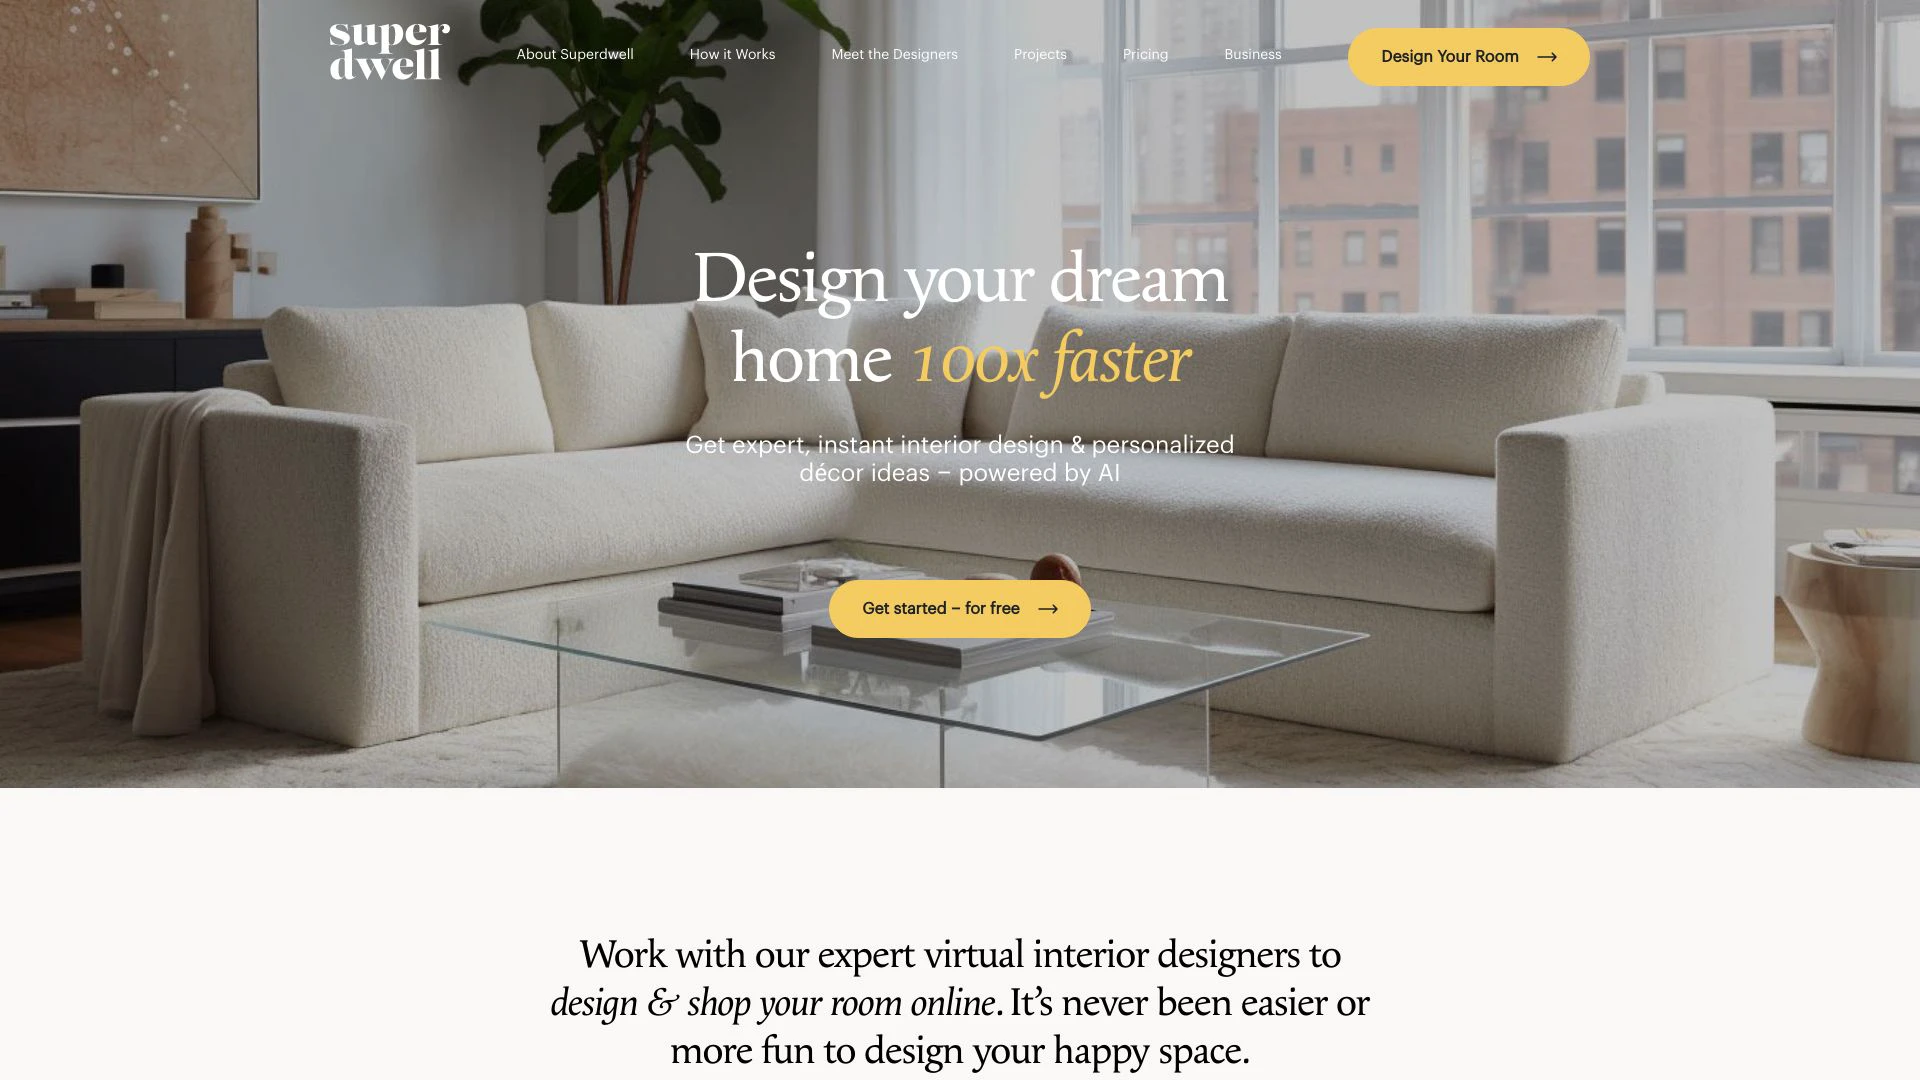 super
dwell
About Superdwell
How it Works
Meet the Designers
Projects
Pricing
Business
Design Your Room
Design your dream
home 100x faster
Get expert, instant interior design & personalized
décor ideas – powered by AI
Get started – for free
Work with our expert virtual interior designers to
design & shop your room online. It’s never been easier or
more fun to design your happy space.